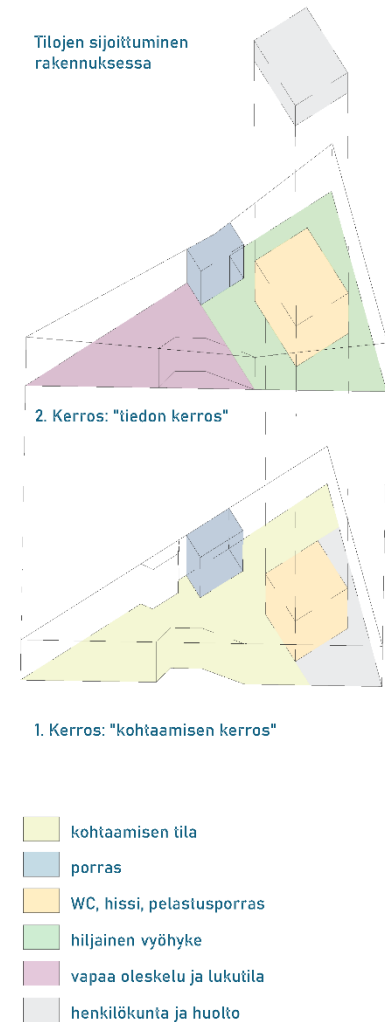 Tilojen sijoittuminen
rakennuksessa
2. Kerros: "tiedon kerros"
1. Kerros: "kohtaamisen kerros"
kohtaamisen tila
porras
WC, hissi, pelastusporras
hiljainen vyöhyke
vapaa oleskelu ja lukutila
henkilökunta ja huolto